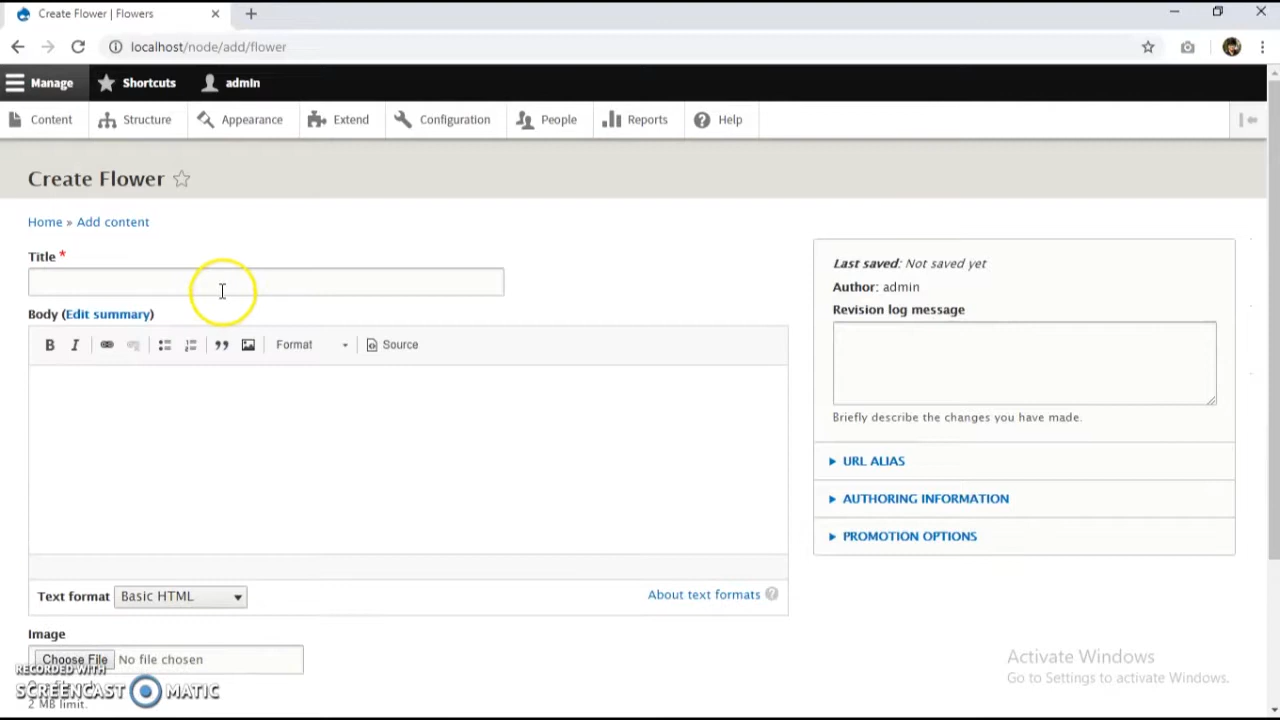 Create Flower | Flowers
localhost/node/add/flower
Manage Shortcuts admin
Content Structure Appearance Extend Configuration People Reports Help
Create Flower
Home » Add content
Title *
Body (Edit summary)
B I Format Source
Text format Basic HTML
About text formats ?
Image
Choose File No file chosen
2 MB limit.
Last saved: Not saved yet
Author: admin
Revision log message
Briefly describe the changes you have made.
URL ALIAS
AUTHORING INFORMATION
PROMOTION OPTIONS
Activate Windows
Go to Settings to activate Windows.
RECORDED WITH
SCREENCAST MATIC